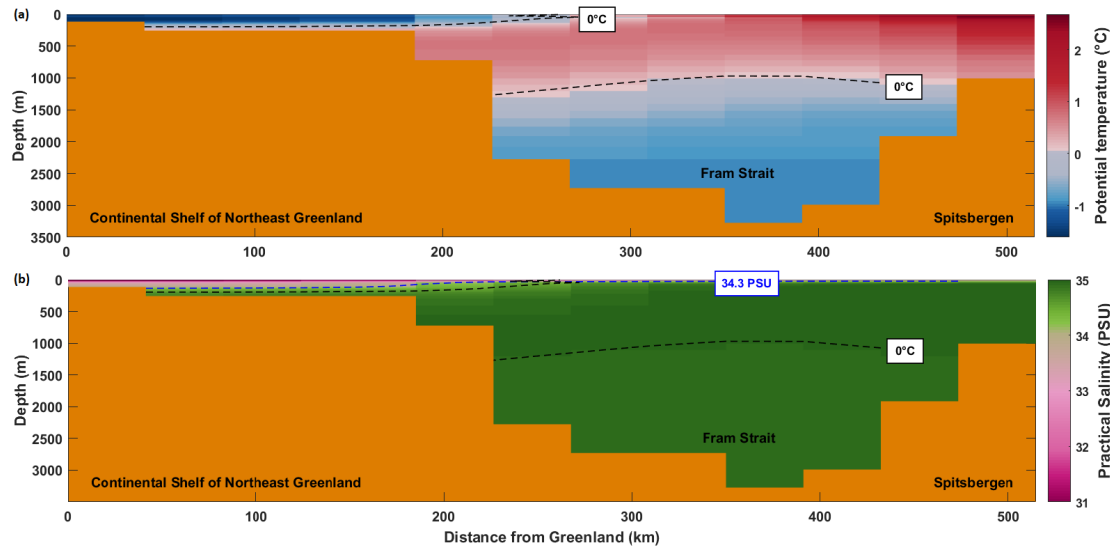 (a)
0
500
1000
1500
2000
2500
3000
3500
Depth (m)
0°C
0°C
Fram Strait
Continental Shelf of Northeast Greenland
Spitsbergen
0
100
200
300
400
500
2
1
0
-1
Potential temperature (°C)
(b)
0
500
1000
1500
2000
2500
3000
Depth (m)
34.3 PSU
0°C
Fram Strait
Continental Shelf of Northeast Greenland
Spitsbergen
0
100
200
300
400
500
Distance from Greenland (km)
35
34
33
32
31
Practical Salinity (PSU)